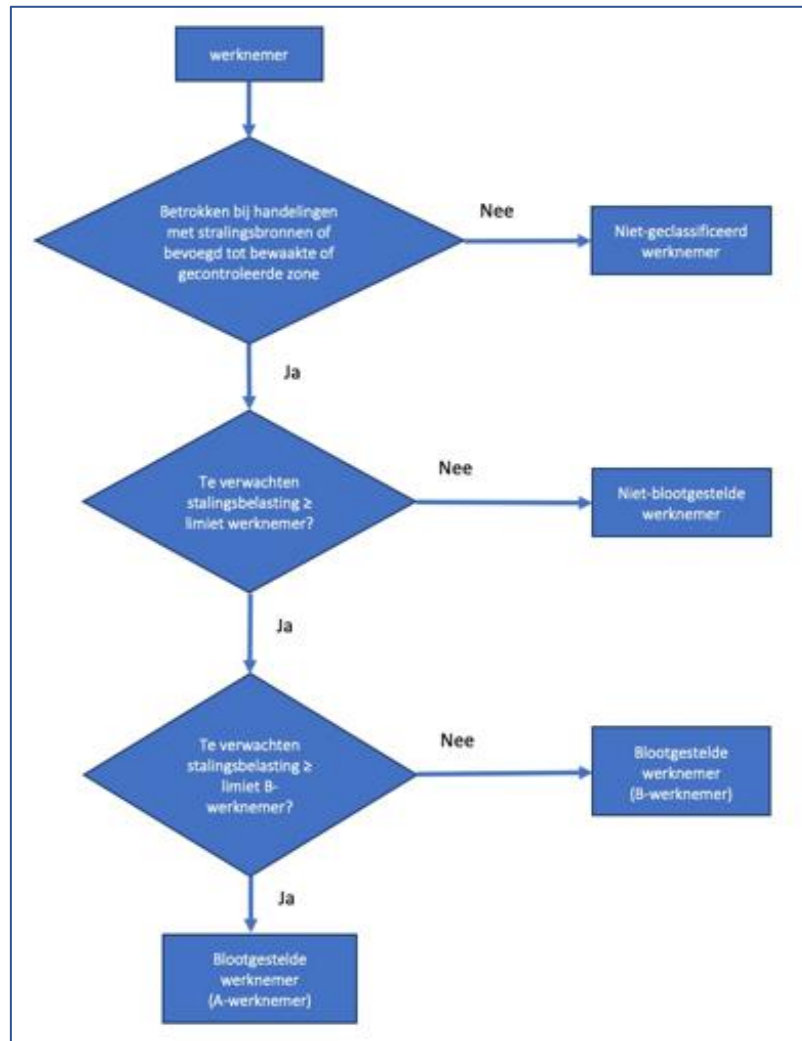 werknemer
Betrokken bij handelingen
met stralingsbronnen of
bevoegd tot bewaakte of
gecontroleerde zone
Nee
Niet-geclassificeerd
werknemer
Ja
Te verwachten
stalingsbelasting ≥
limiet werknemer?
Nee
Niet-blootgestelde
werknemer
Ja
Te verwachten
stalingsbelasting ≥
limiet B-
werknemer?
Nee
Blootgestelde
werknemer
(B-werknemer)
Ja
Blootgestelde
werknemer
(A-werknemer)